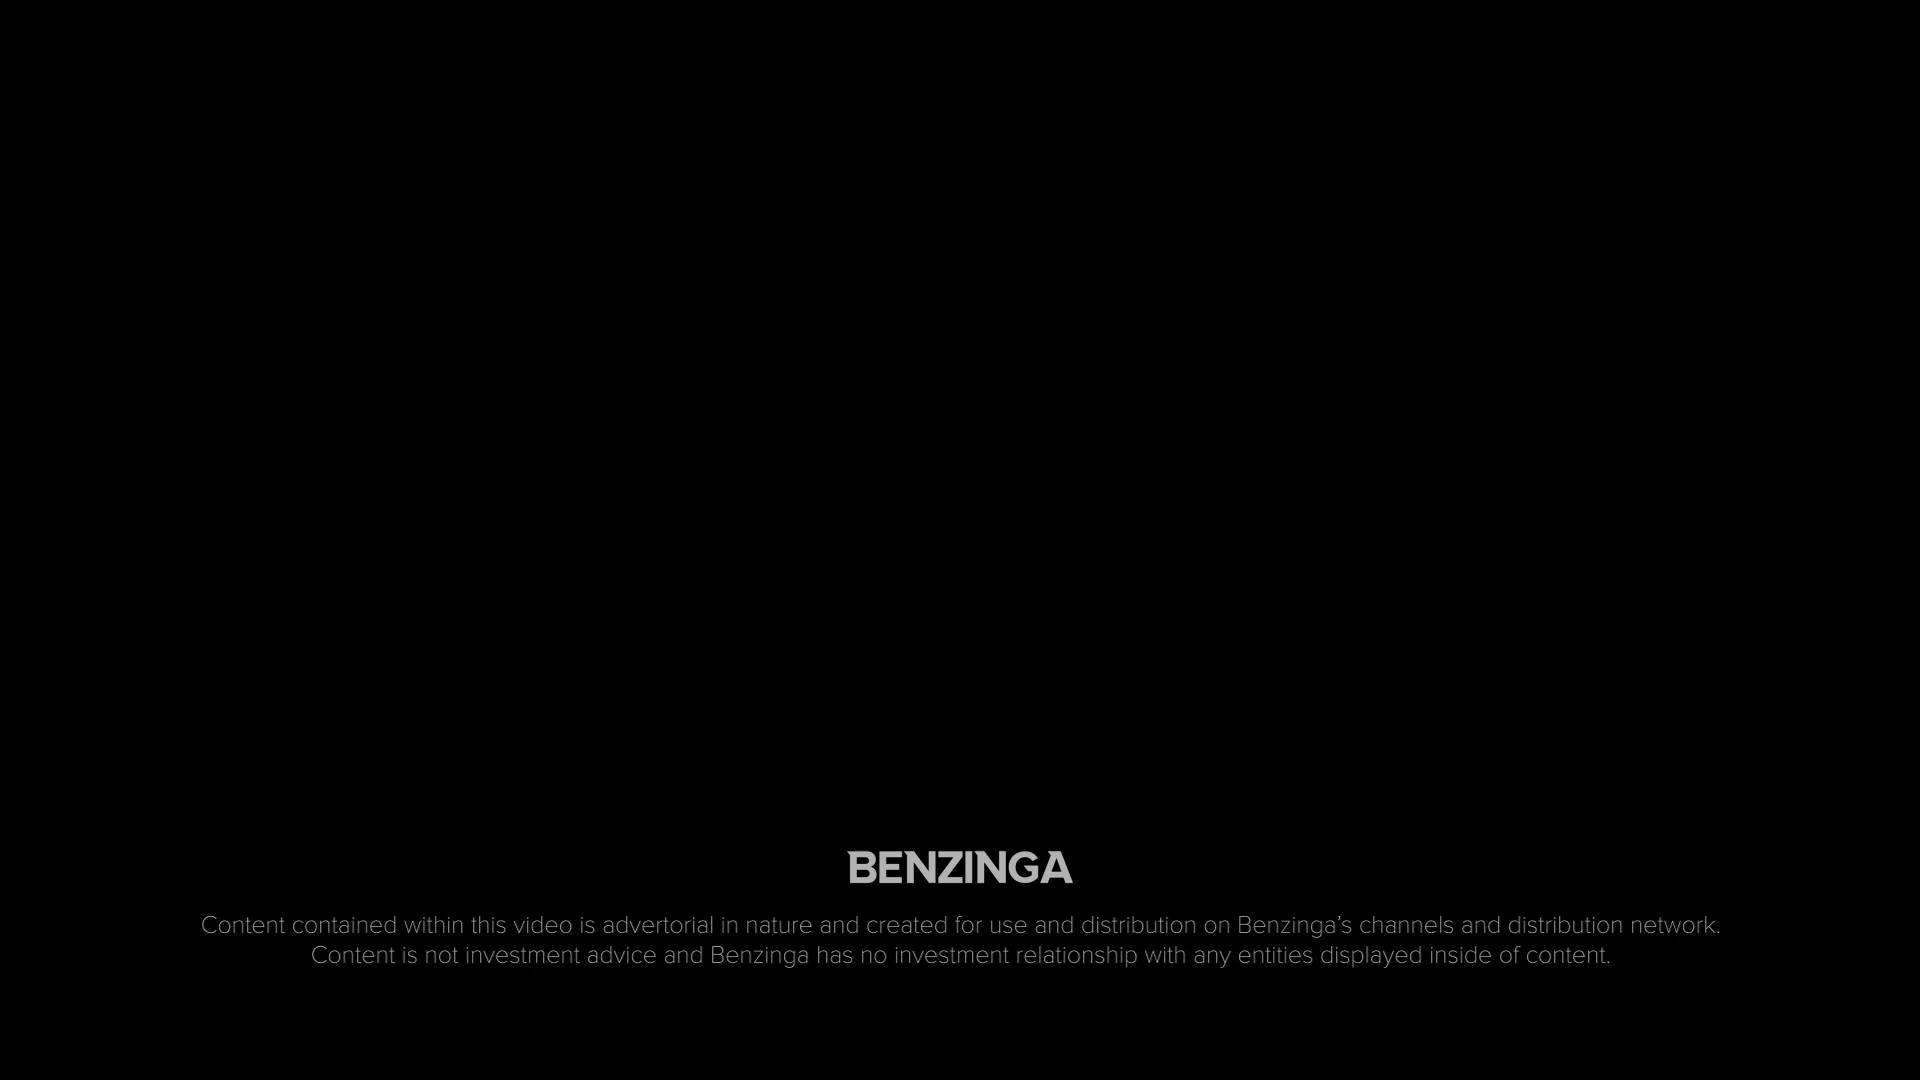 BENZINGA
Content contained within this video is advertorial in nature and created for use and distribution on Benzinga’s channels and distribution network.
Content is not investment advice and Benzinga has no investment relationship with any entities displayed inside of content.